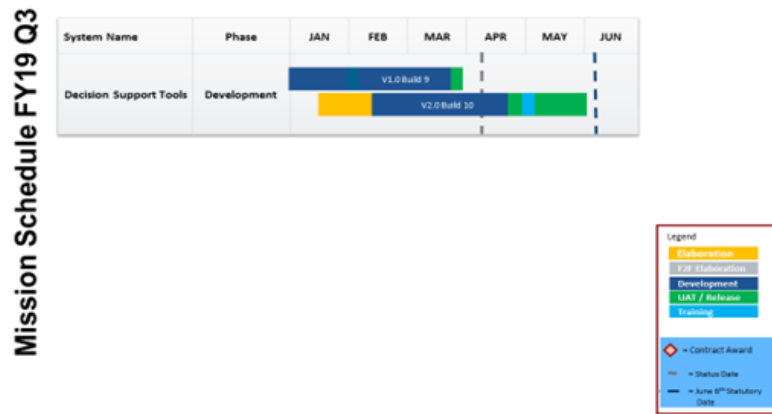 Mission Schedule FY19 Q3
System Name Phase JAN FEB MAR APR MAY JUN
Decision Support Tools Development
V1.0 Build 9
V2.0 Build 10
Legend
Elaboration
F2F Elaboration
Development
UAT / Release
Training
= Contract Award
= Status Date
= June 6th Statutory
Date